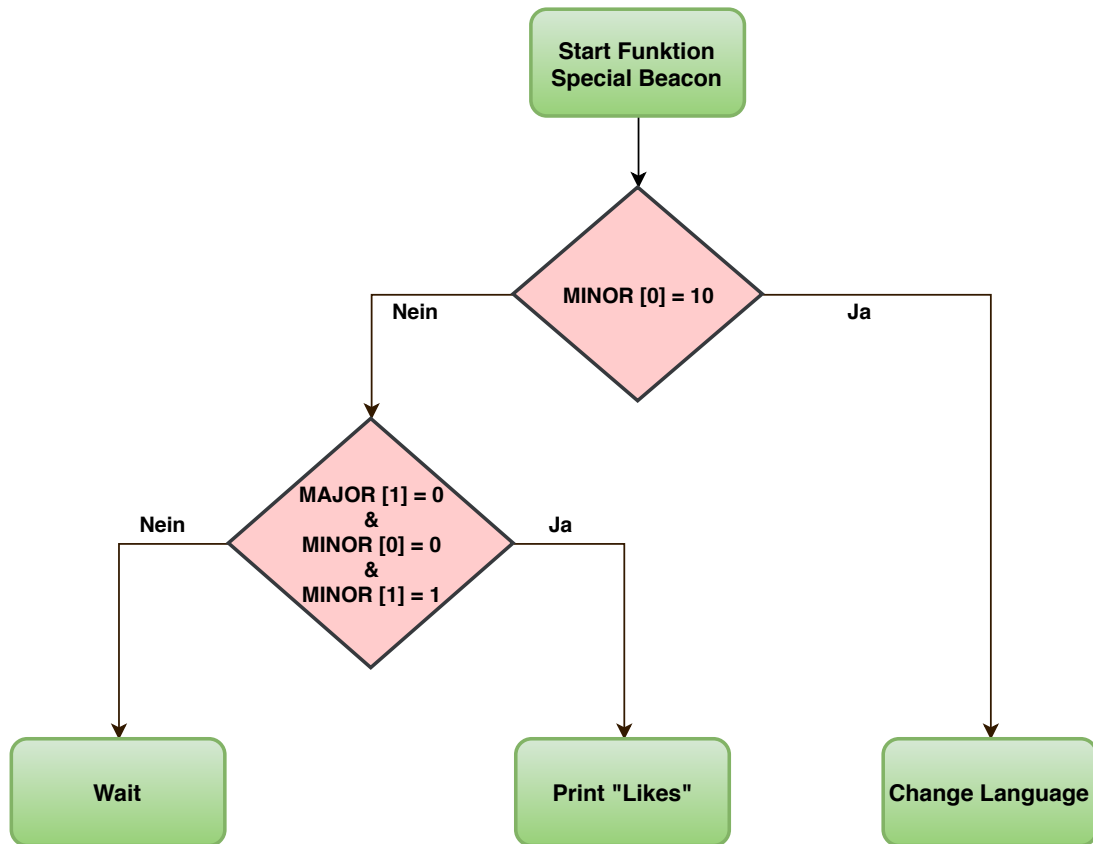 Start Funktion
Special Beacon
MINOR [0] = 10
Nein
Ja
MAJOR [1] = 0
&
MINOR [0] = 0
&
MINOR [1] = 1
Nein
Ja
Wait
Print "Likes"
Change Language